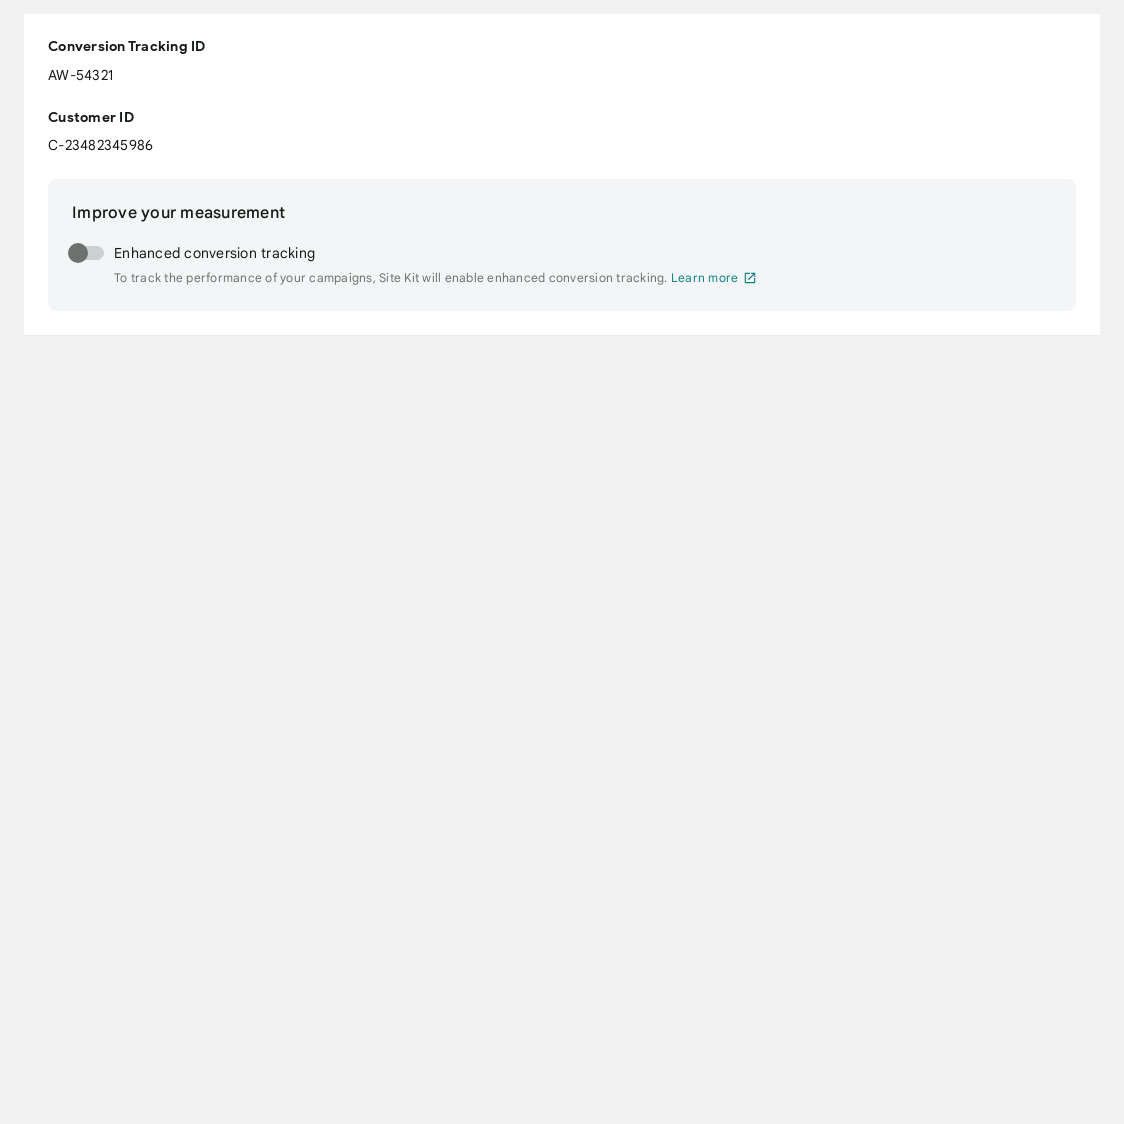 Conversion Tracking ID
AW-54321
Customer ID
C-23482345986
Improve your measurement
Enhanced conversion tracking
To track the performance of your campaigns, Site Kit will enable enhanced conversion tracking. Learn more